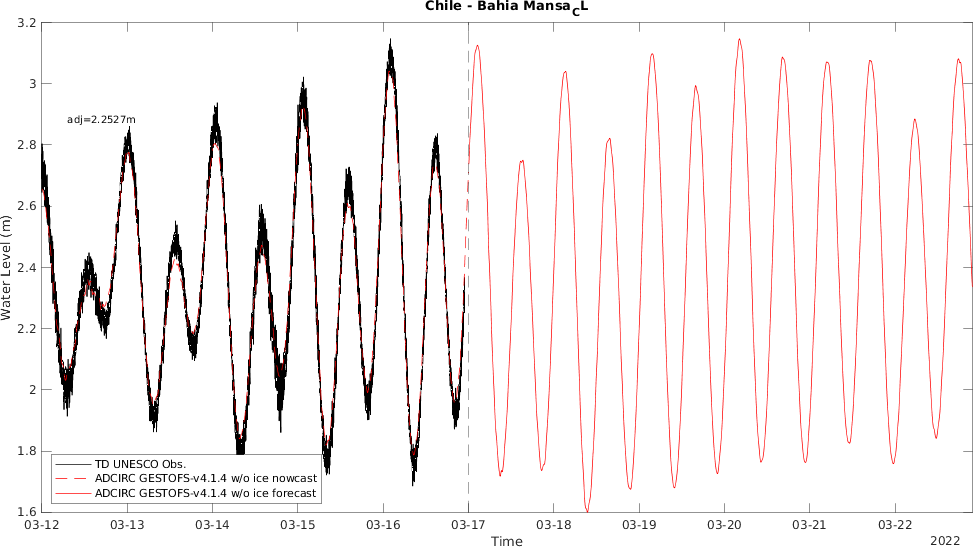 Chile - Bahia Mansa_CL
3.2
3
2.8
2.6
2.4
2.2
2
1.8
1.6
Water Level (m)
adj=2.2527m
TD UNESCO Obs.
ADCIRC GESTOFS-v4.1.4 w/o ice nowcast
ADCIRC GESTOFS-v4.1.4 w/o ice forecast
03-12 03-13 03-14 03-15 03-16 03-17 03-18 03-19 03-20 03-21 03-22
Time
2022